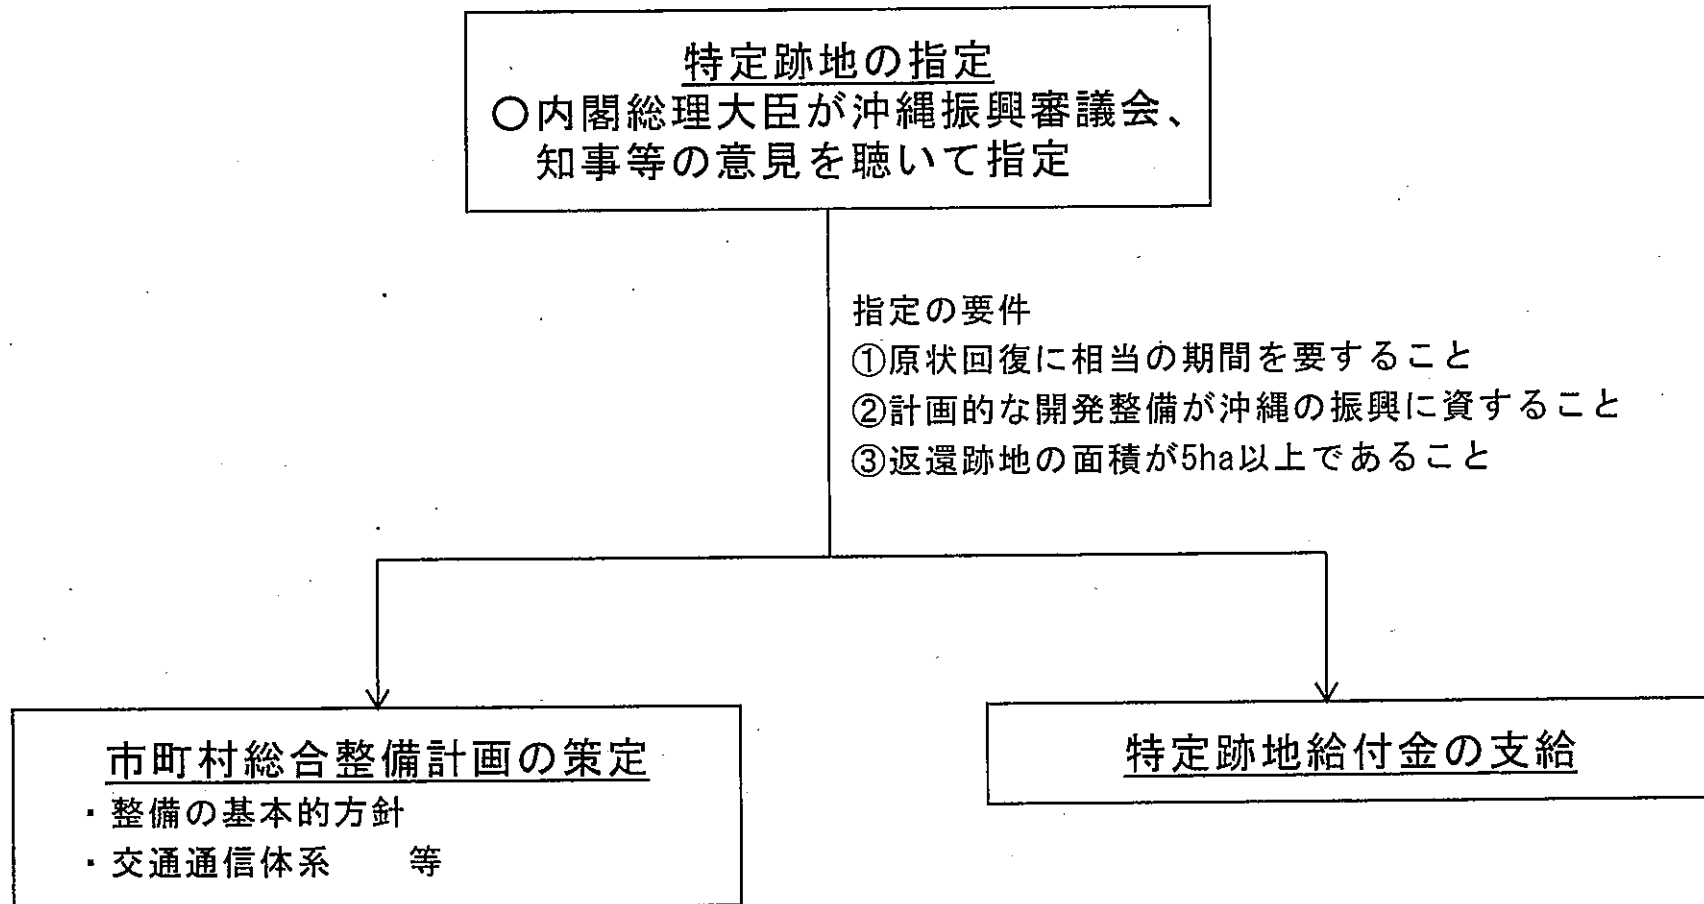 特定跡地の指定
○内閣総理大臣が沖縄振興審議会、
知事等の意見を聴いて指定
指定の要件
①原状回復に相当の期間を要すること
②計画的な開発整備が沖縄の振興に資すること
③返還跡地の面積が5ha以上であること
市町村総合整備計画の策定
・整備の基本的方針
・交通通信体系　等
特定跡地給付金の支給